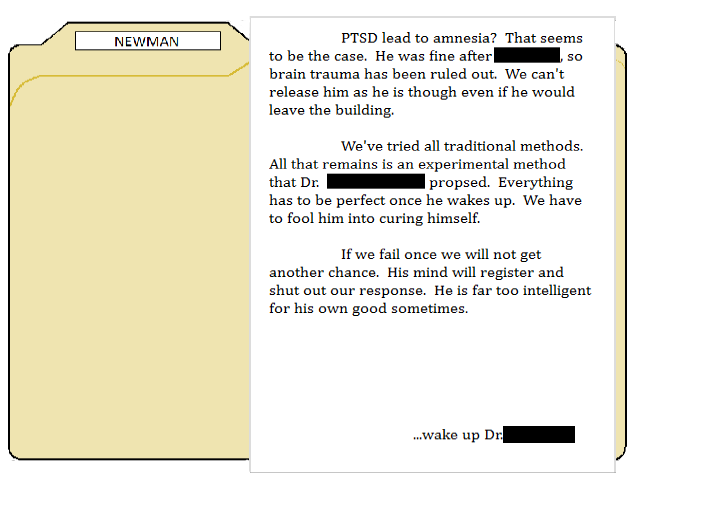 NEWMAN
PTSD lead to amnesia? That seems
to be the case. He was fine after , so
brain trauma has been ruled out. We can't
release him as he is though even if he would
leave the building.
We've tried all traditional methods.
All that remains is an experimental method
that Dr. propsed. Everything
has to be perfect once he wakes up. We have
to fool him into curing himself.
If we fail once we will not get
another chance. His mind will register and
shut out our response. He is far too intelligent
for his own good sometimes.
...wake up Dr.